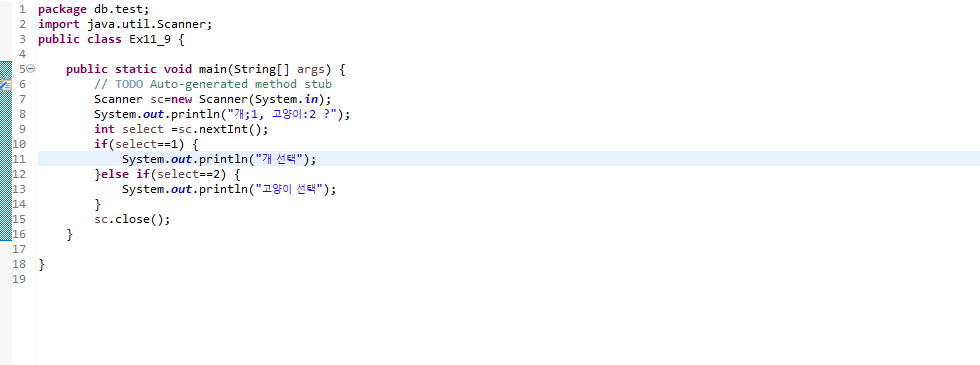 1 package db.test;
2 import java.util.Scanner;
3 public class Ex11_9 {
4
5 public static void main(String[] args) {
6 // TODO Auto-generated method stub
7 Scanner sc=new Scanner(System.in);
8 System.out.println("개;1, 고양이:2 ?");
9 int select =sc.nextInt();
10 if(select==1) {
11 System.out.println("개 선택");
12 }else if(select==2) {
13 System.out.println("고양이 선택");
14 }
15 sc.close();
16 }
17
18 }
19